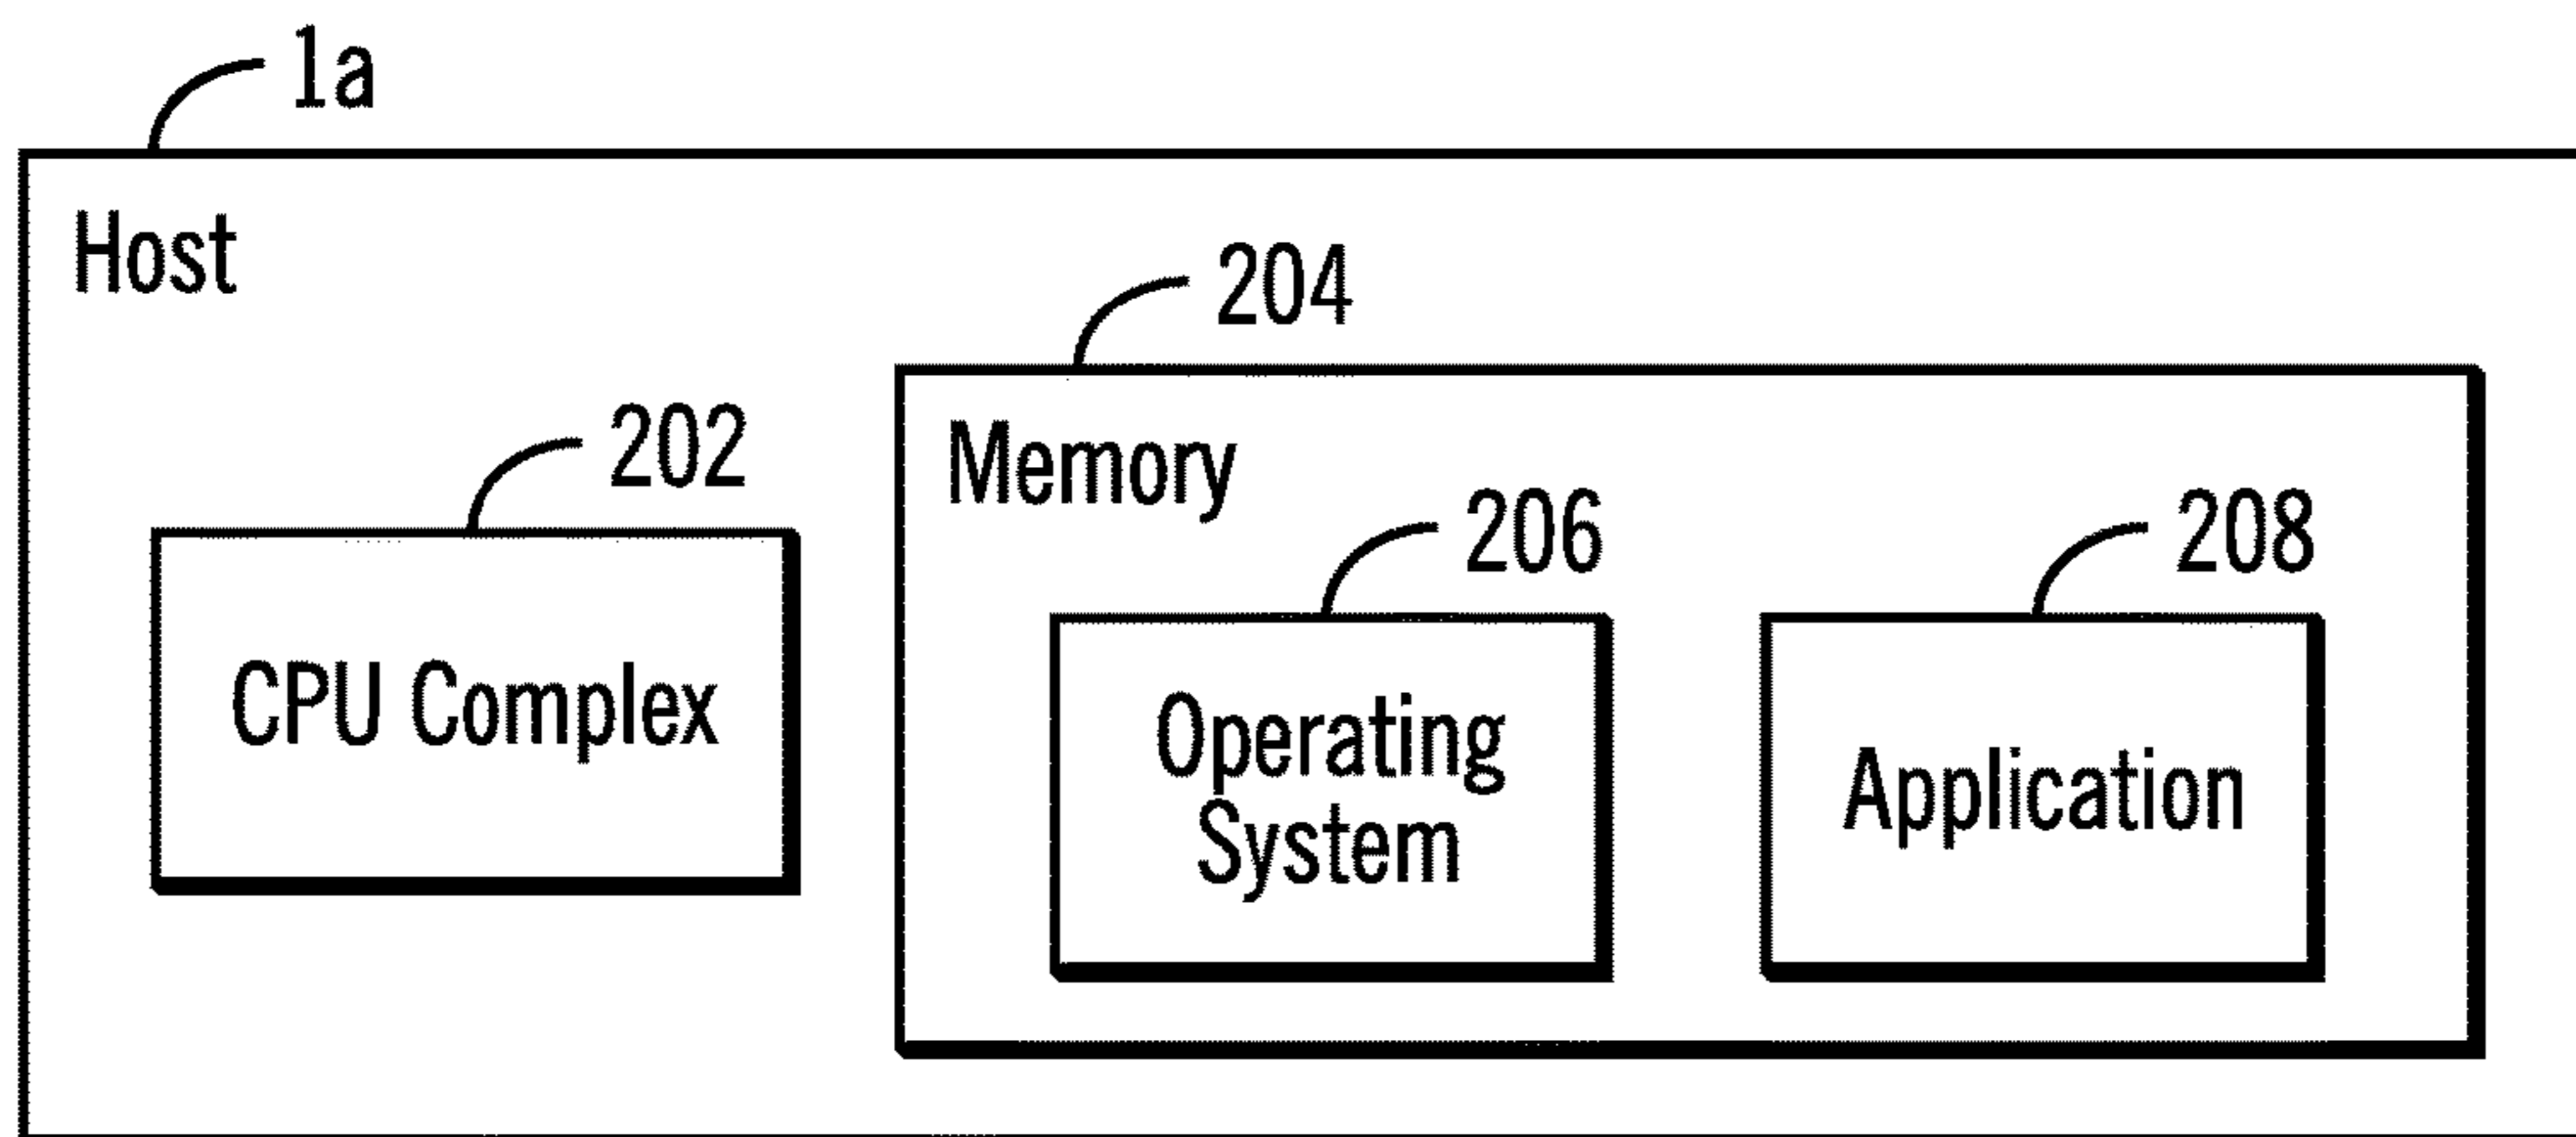 1a
Host
204
202
Memory
206
208
CPU Complex
Operating
System
Application